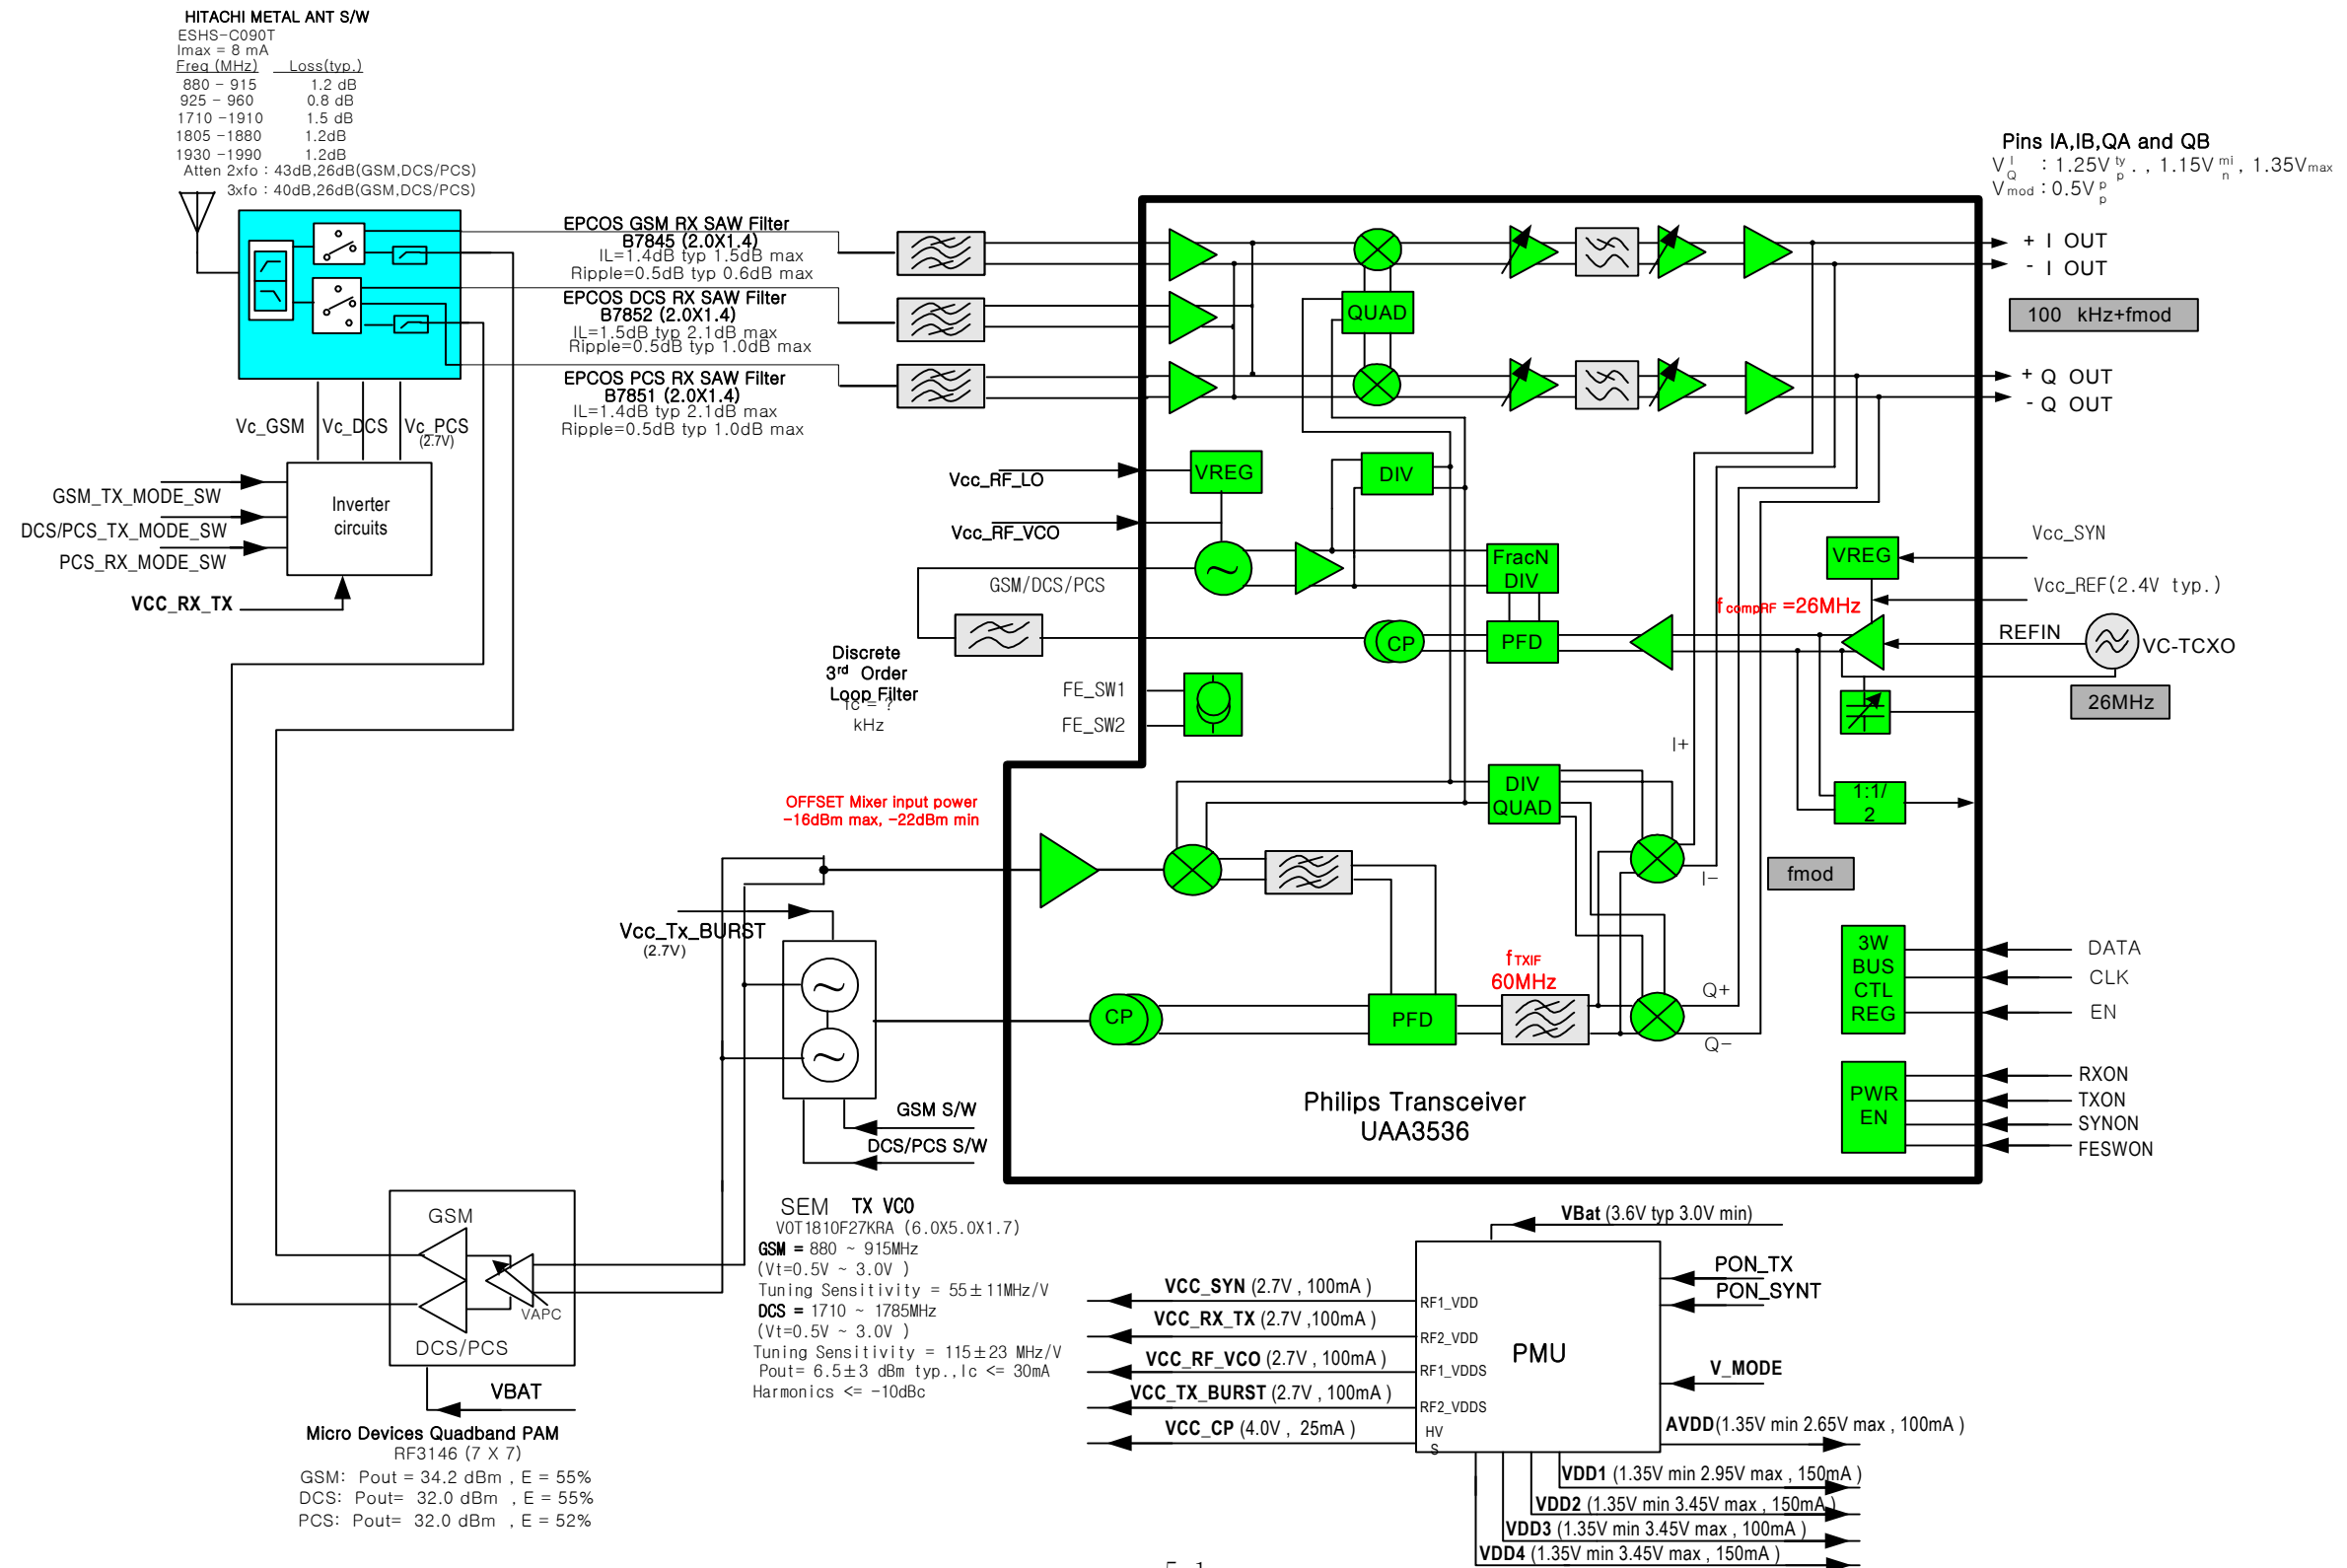 HITACHI METAL ANT S/W
ESHS-C090T
Imax = 8 mA
Freq (MHz) Loss(typ.)
880 - 915 1.2 dB
925 - 960 0.8 dB
1710 -1910 1.5 dB
1805 -1880 1.2dB
1930 -1990 1.2dB
Atten 2xfo : 43dB,26dB(GSM,DCS/PCS)
3xfo : 40dB,26dB(GSM,DCS/PCS)
EPCOS GSM RX SAW Filter
B7845 (2.0X1.4)
IL=1.4dB typ 1.5dB max
Ripple=0.5dB typ 0.6dB max
EPCOS DCS RX SAW Filter
B7852 (2.0X1.4)
IL=1.5dB typ 2.1dB max
Ripple=0.5dB typ 1.0dB max
EPCOS PCS RX SAW Filter
B7851 (2.0X1.4)
IL=1.4dB typ 2.1dB max
Ripple=0.5dB typ 1.0dB max
Pins IA,IB,QA and QB
VIQ : 1.25Vtyp. , 1.15Vmin , 1.35Vmax
Vmod : 0.5Vpp
+ I OUT
- I OUT
100 kHz+fmod
+ Q OUT
- Q OUT
QUAD
Vc_GSM
Vc_DCS
Vc_PCS
(2.7V)
GSM_TX_MODE_SW
DCS/PCS_TX_MODE_SW
PCS_RX_MODE_SW
Inverter
circuits
VCC_RX_TX
Vcc_RF_LO
VREG
DIV
Vcc_RF_VCO
GSM/DCS/PCS
FracN
DIV
VREG
Vcc_SYN
Vcc_REF(2.4V typ.)
fcompRF =26MHz
CP
PFD
REFIN
VC-TCXO
26MHz
Discrete
3rd Order
Loop Filter
fc = ?
kHz
FE_SW1
FE_SW2
I+
OFFSET Mixer input power
-16dBm max, -22dBm min
DIV
QUAD
1:1/
2
I-
fmod
Vcc_Tx_BURST
(2.7V)
fTXIF
60MHz
CP
PFD
Q+
Q-
3W
BUS
CTL
REG
DATA
CLK
EN
PWR
EN
RXON
TXON
SYNON
FESWON
GSM S/W
DCS/PCS S/W
Philips Transceiver
UAA3536
SEM TX VCO
VOT1810F27KRA (6.0X5.0X1.7)
GSM = 880 ~ 915MHz
(Vt=0.5V ~ 3.0V )
Tuning Sensitivity = 55±11MHz/V
DCS = 1710 ~ 1785MHz
(Vt=0.5V ~ 3.0V )
Tuning Sensitivity = 115±23 MHz/V
Pout= 6.5±3 dBm typ.,Ic <= 30mA
Harmonics <= -10dBc
GSM
VAPC
DCS/PCS
VBAT
Micro Devices Quadband PAM
RF3146 (7 X 7)
GSM: Pout = 34.2 dBm , E = 55%
DCS: Pout= 32.0 dBm , E = 55%
PCS: Pout= 32.0 dBm , E = 52%
VBat (3.6V typ 3.0V min)
PON_TX
PON_SYNT
VCC_SYN (2.7V , 100mA )
RF1_VDD
VCC_RX_TX (2.7V ,100mA )
RF2_VDD
PMU
VCC_RF_VCO (2.7V , 100mA )
RF1_VDDS
V_MODE
VCC_TX_BURST (2.7V , 100mA )
RF2_VDDS
VCC_CP (4.0V , 25mA )
HV
S
AVDD(1.35V min 2.65V max , 100mA )
VDD1 (1.35V min 2.95V max , 150mA )
VDD2 (1.35V min 3.45V max , 150mA )
VDD3 (1.35V min 3.45V max , 100mA )
VDD4 (1.35V min 3.45V max , 150mA )